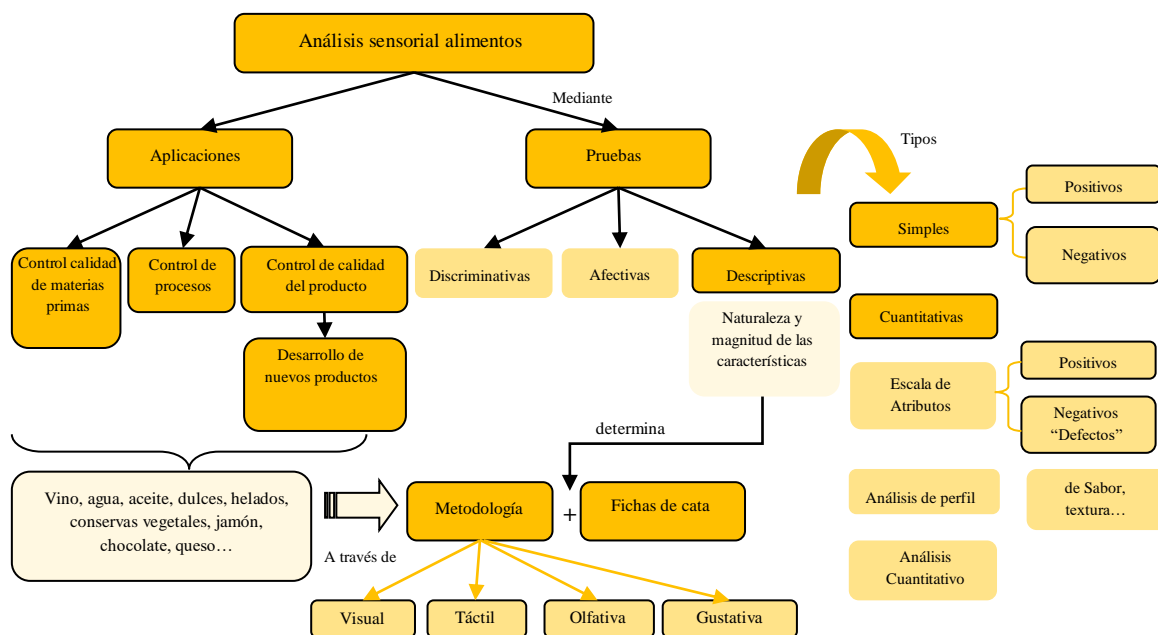 Análisis sensorial alimentos
Mediante
Aplicaciones
Pruebas
Tipos
Control calidad
de materias
primas
Control de
procesos
Control de calidad
del producto
Desarrollo de
nuevos productos
Discriminativas
Afectivas
Descriptivas
Naturaleza y
magnitud de las
características
Simples
Positivos
Negativos
Cuantitativas
Escala de
Atributos
Positivos
Negativos
“Defectos”
Análisis de perfil
de Sabor,
textura…
Análisis
Cuantitativo
determina
Vino, agua, aceite, dulces, helados,
conservas vegetales, jamón,
chocolate, queso…
A través de
Metodología
+
Fichas de cata
Visual
Táctil
Olfativa
Gustativa